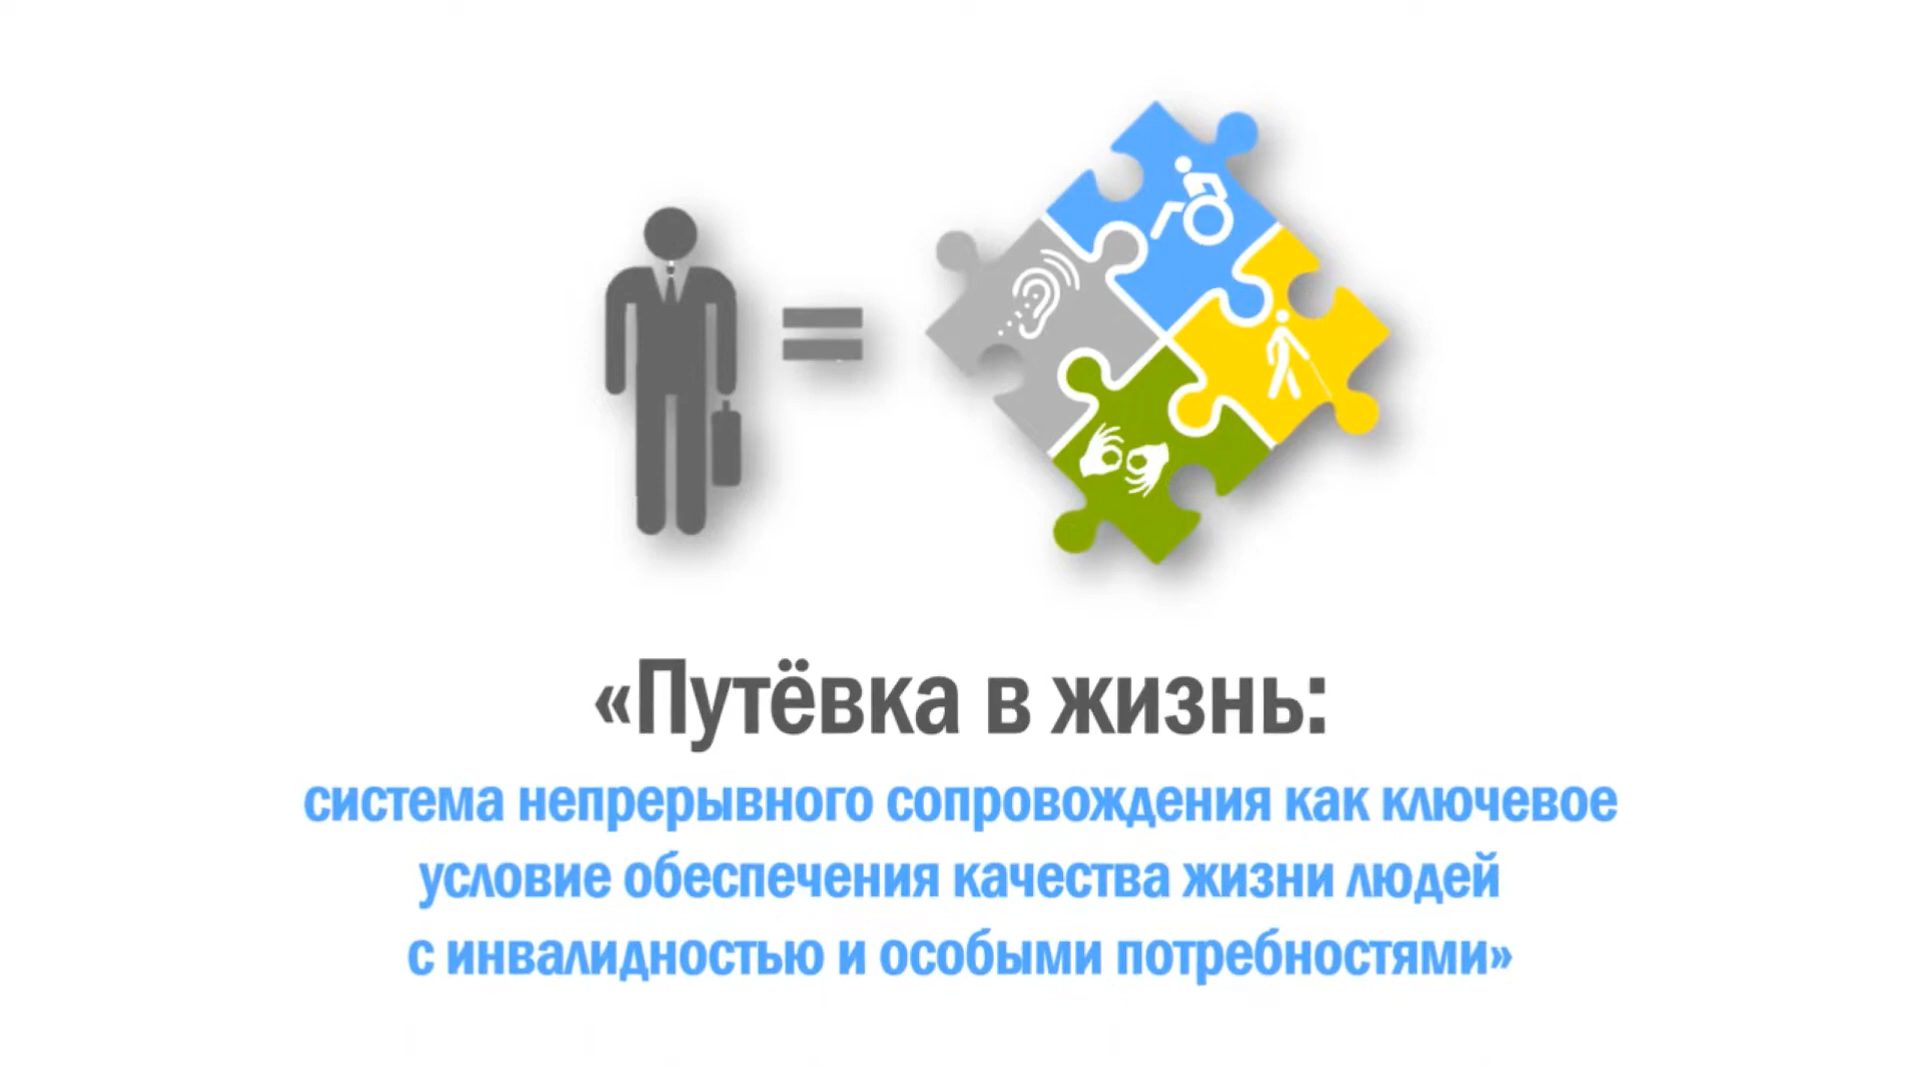 «Путёвка в жизнь:
система непрерывного сопровождения как ключевое
условие обеспечения качества жизни людей
с инвалидностью и особыми потребностями»